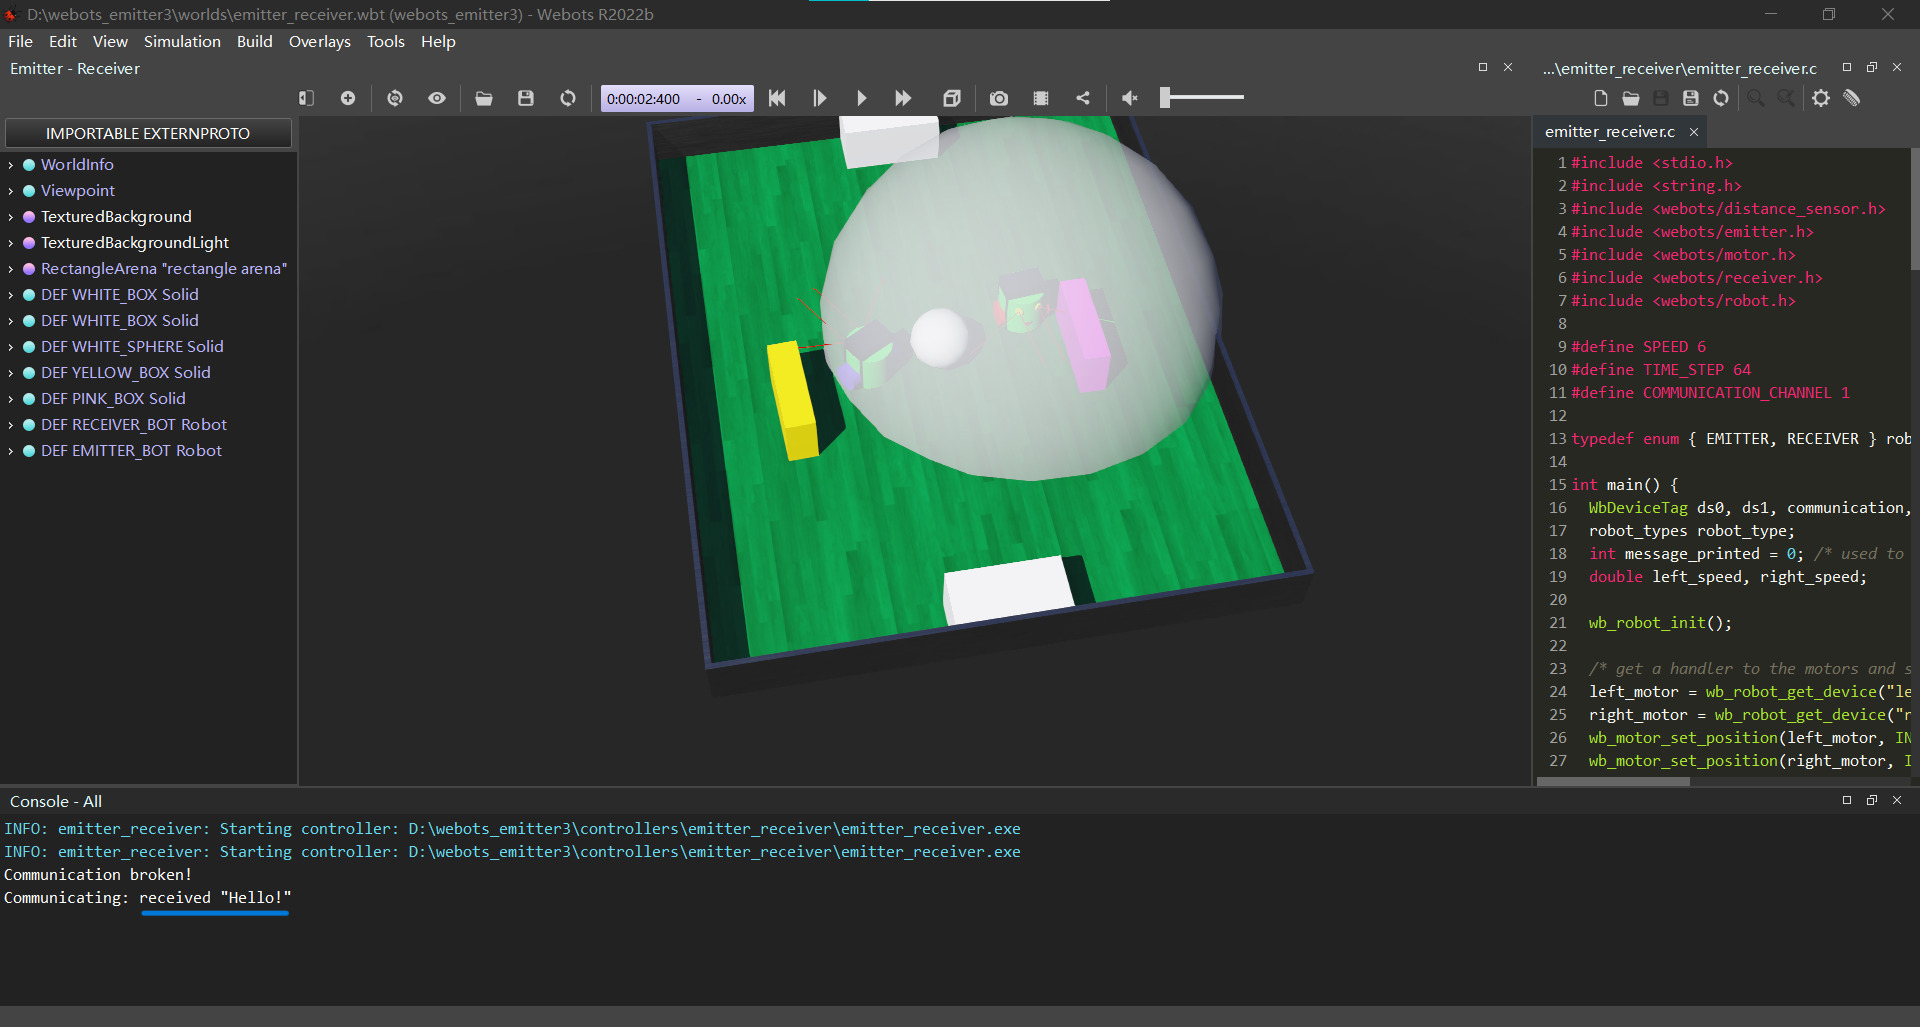 D:\webots_emitter3\worlds\emitter_receiver.wbt (webots_emitter3) - Webots R2022b
File Edit View Simulation Build Overlays Tools Help
Emitter - Receiver
0:00:02:400 - 0.00x
IMPORTABLE EXTERNPROTO
WorldInfo
Viewpoint
TexturedBackground
TexturedBackgroundLight
RectangleArena "rectangle arena"
DEF WHITE_BOX Solid
DEF WHITE_BOX Solid
DEF WHITE_SPHERE Solid
DEF YELLOW_BOX Solid
DEF PINK_BOX Solid
DEF RECEIVER_BOT Robot
DEF EMITTER_BOT Robot
...\emitter_receiver\emitter_receiver.c
emitter_receiver.c
1 #include <stdio.h>
2 #include <string.h>
3 #include <webots/distance_sensor.h>
4 #include <webots/emitter.h>
5 #include <webots/motor.h>
6 #include <webots/receiver.h>
7 #include <webots/robot.h>
8
9 #define SPEED 6
10 #define TIME_STEP 64
11 #define COMMUNICATION_CHANNEL 1
12
13 typedef enum { EMITTER, RECEIVER } rob
14
15 int main() {
16 WbDeviceTag ds0, ds1, communication,
17 robot_types robot_type;
18 int message_printed = 0; /* used to
19 double left_speed, right_speed;
20
21 wb_robot_init();
22
23 /* get a handler to the motors and s
24 left_motor = wb_robot_get_device("le
25 right_motor = wb_robot_get_device("r
26 wb_motor_set_position(left_motor, IN
27 wb_motor_set_position(right_motor, I
Console - All
INFO: emitter_receiver: Starting controller: D:\webots_emitter3\controllers\emitter_receiver\emitter_receiver.exe
INFO: emitter_receiver: Starting controller: D:\webots_emitter3\controllers\emitter_receiver\emitter_receiver.exe
Communication broken!
Communicating: received "Hello!"